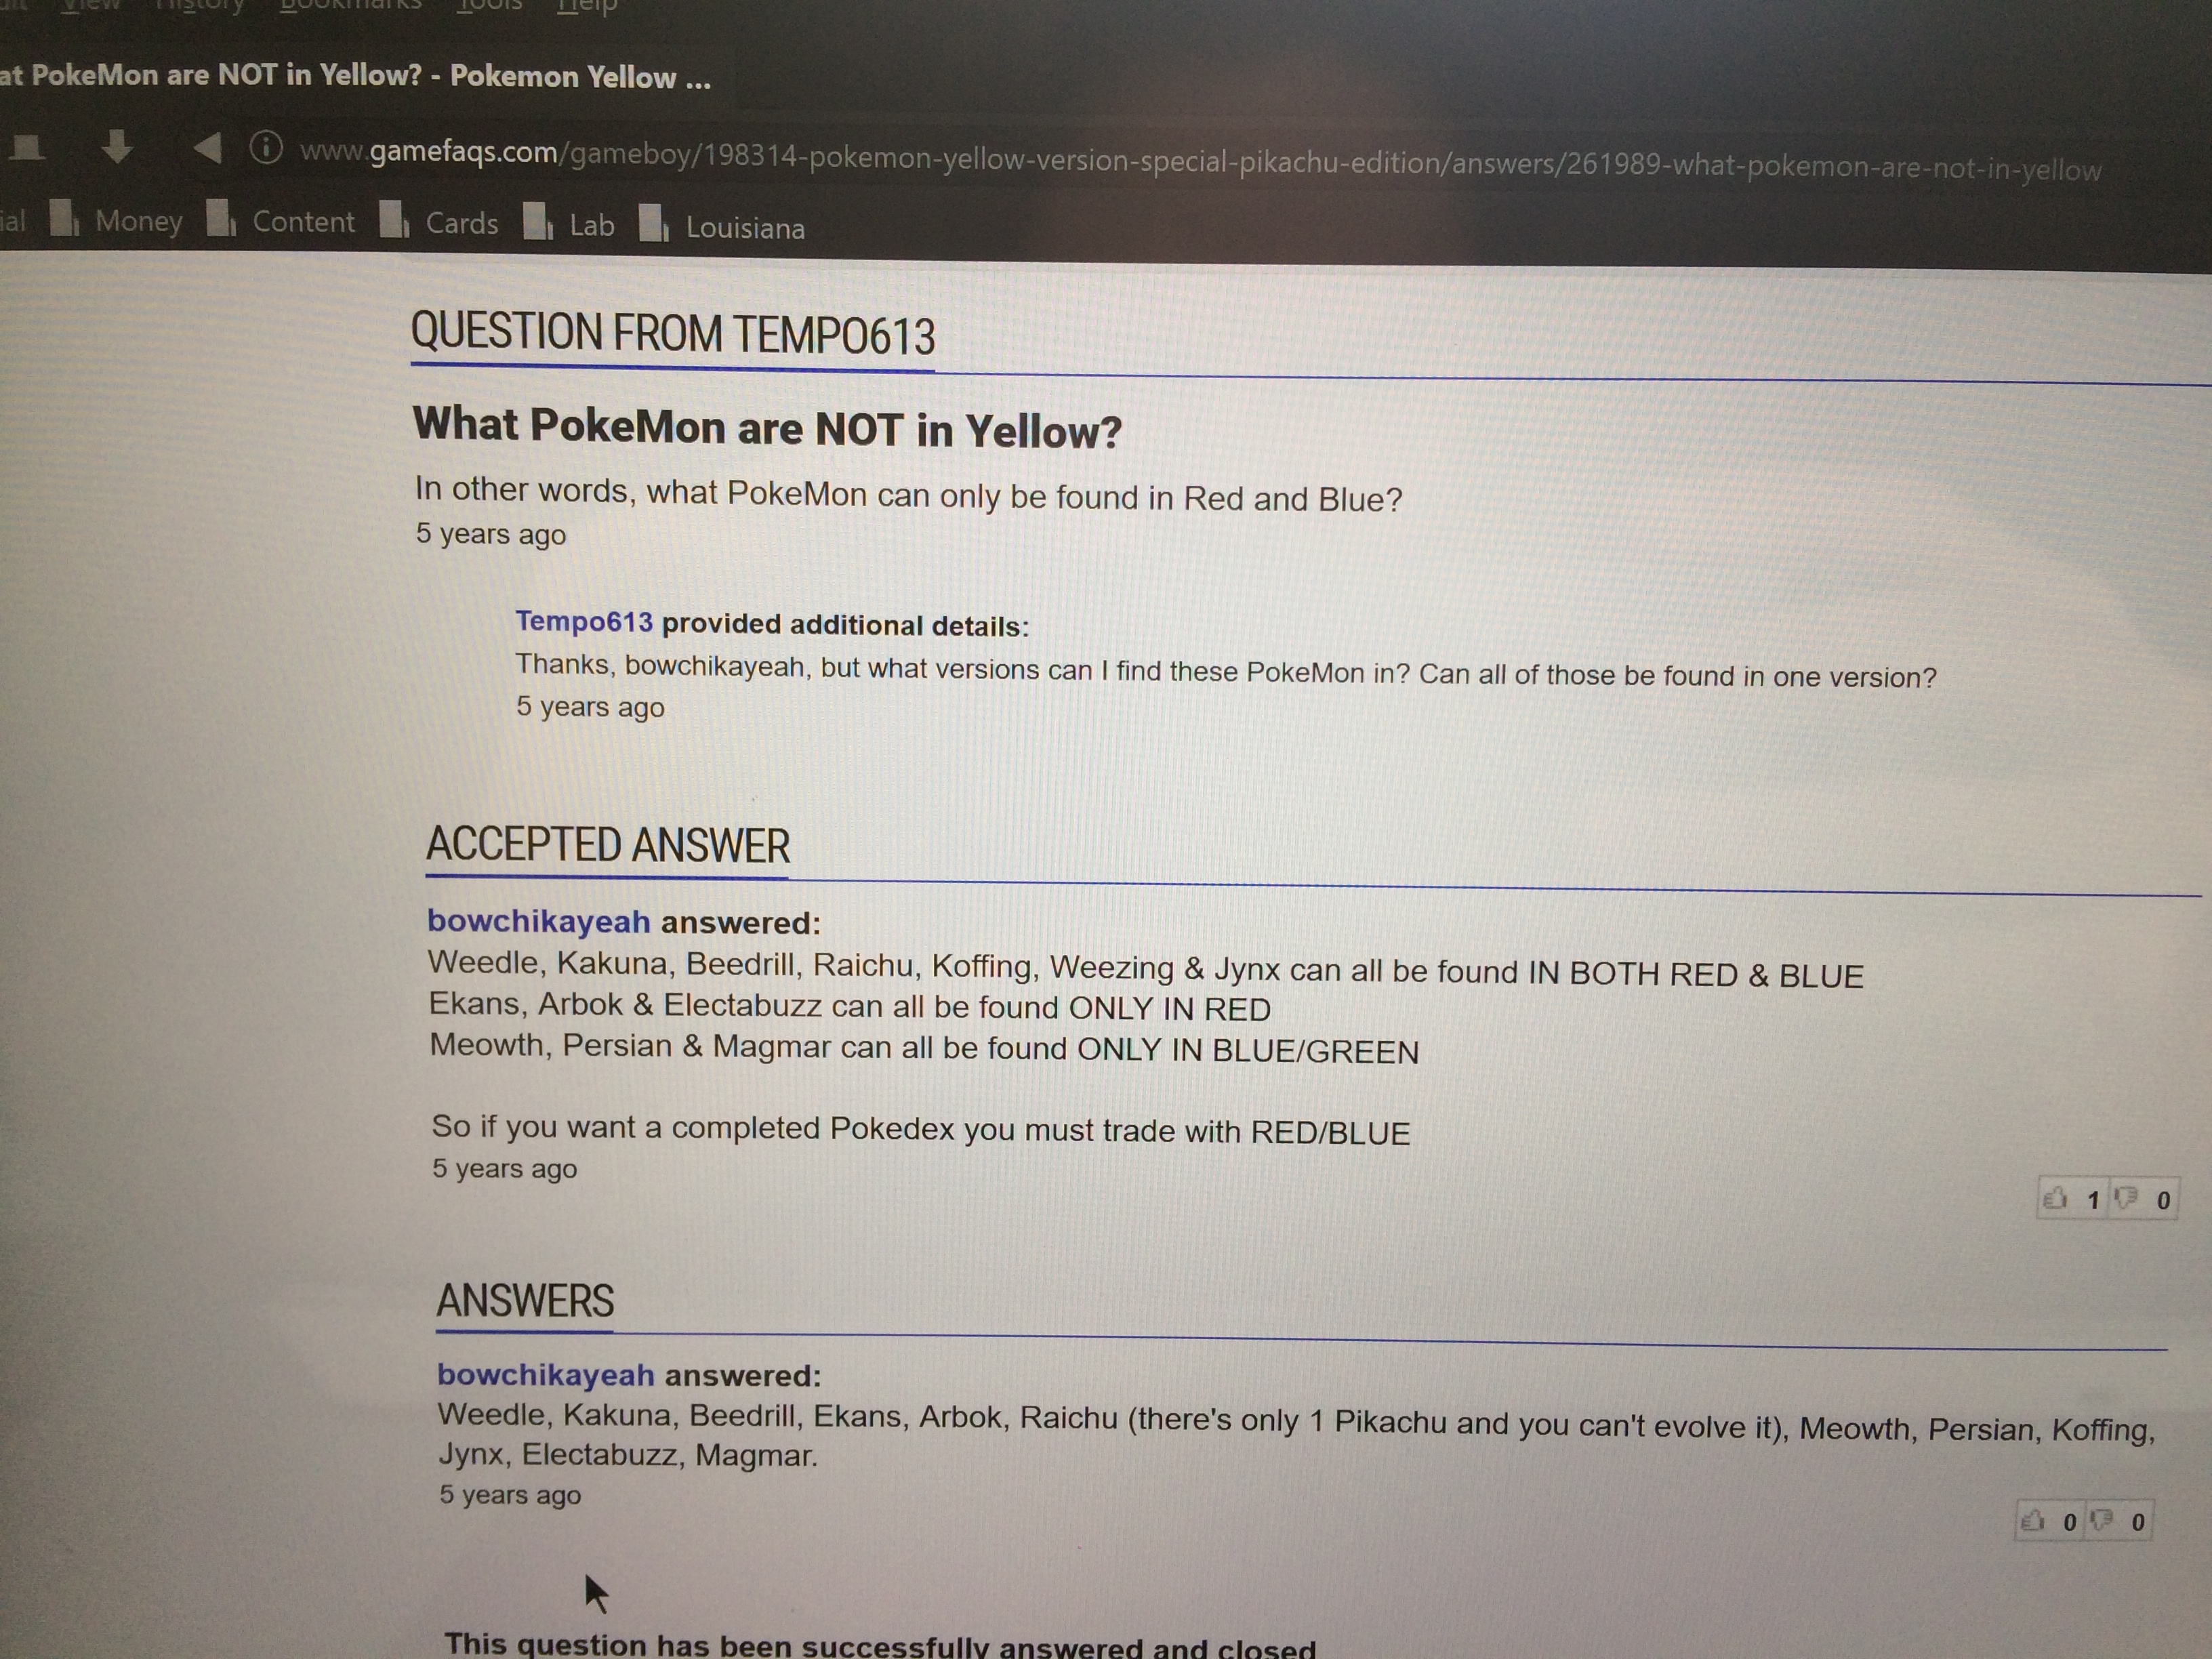 View History Bookmarks Tools Help
at PokeMon are NOT in Yellow? - Pokemon Yellow ...
www.gamefaqs.com/gameboy/198314-pokemon-yellow-version-special-pikachu-edition/answers/261989-what-pokemon-are-not-in-yellow
ial Money Content Cards Lab Louisiana
QUESTION FROM TEMPO613
What PokeMon are NOT in Yellow?
In other words, what PokeMon can only be found in Red and Blue?
5 years ago
Tempo613 provided additional details:
Thanks, bowchikayeah, but what versions can I find these PokeMon in? Can all of those be found in one version?
5 years ago
ACCEPTED ANSWER
bowchikayeah answered:
Weedle, Kakuna, Beedrill, Raichu, Koffing, Weezing & Jynx can all be found IN BOTH RED & BLUE
Ekans, Arbok & Electabuzz can all be found ONLY IN RED
Meowth, Persian & Magmar can all be found ONLY IN BLUE/GREEN
So if you want a completed Pokedex you must trade with RED/BLUE
5 years ago
1 0
ANSWERS
bowchikayeah answered:
Weedle, Kakuna, Beedrill, Ekans, Arbok, Raichu (there's only 1 Pikachu and you can't evolve it), Meowth, Persian, Koffing,
Jynx, Electabuzz, Magmar.
5 years ago
0 0
This question has been successfully answered and closed